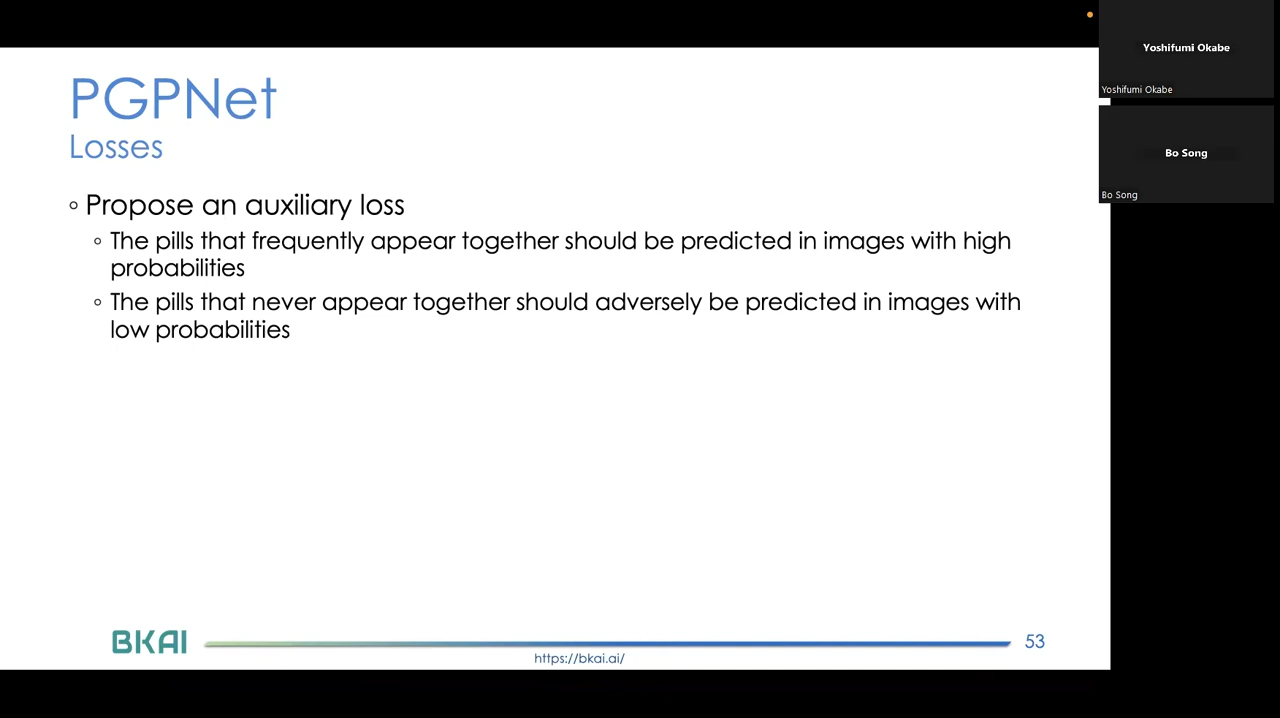 PGPNet
Losses
Propose an auxiliary loss
The pills that frequently appear together should be predicted in images with high
probabilities
The pills that never appear together should adversely be predicted in images with
low probabilities
BKAI
https://bkai.ai/
53
Yoshifumi Okabe
Yoshifumi Okabe
Bo Song
Bo Song